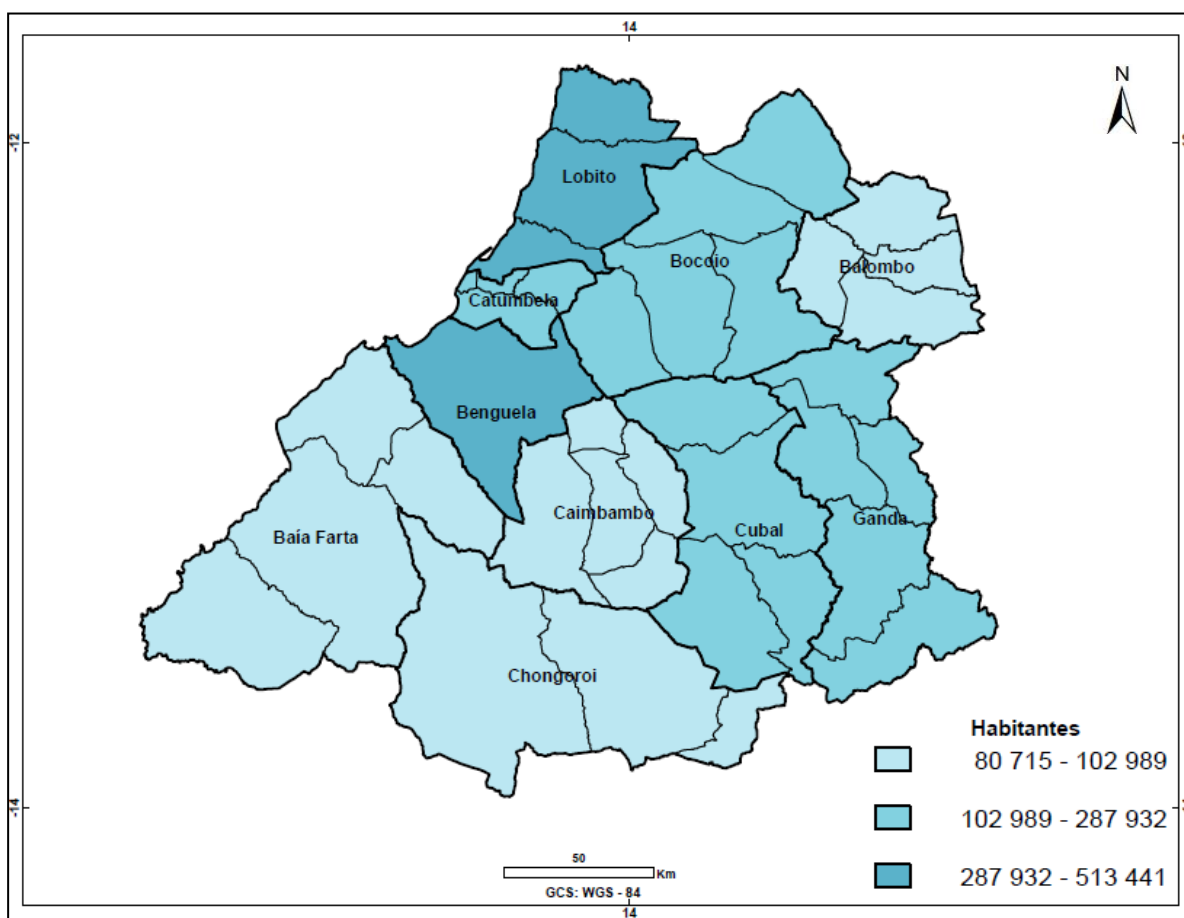 14
N
-12
Lobito
Bocoio
Balombo
Catumbela
Benguela
Caimbambo
Baía Farta
Cubal
Ganda
Chongoroi
Habitantes
80 715 - 102 989
102 989 - 287 932
287 932 - 513 441
-14
50
Km
GCS: WGS - 84
14